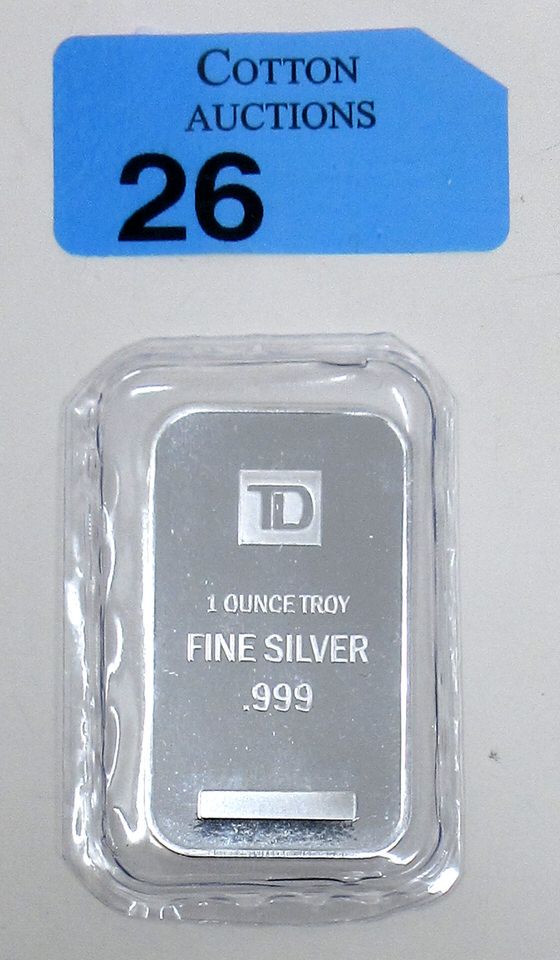 COTTON
AUCTIONS
26
TD
1 OUNCE TROY
FINE SILVER
.999